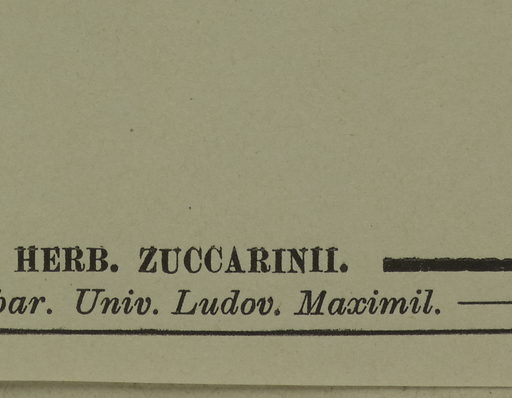 HERB. ZUCCARINII.
bar. Univ. Ludov. Maximil.